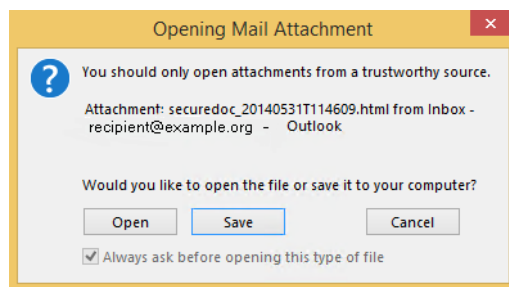 Opening Mail Attachment
You should only open attachments from a trustworthy source.
Attachment: securedoc_20140531T114609.html from Inbox -
recipient@example.org - Outlook
Would you like to open the file or save it to your computer?
Open Save Cancel
Always ask before opening this type of file